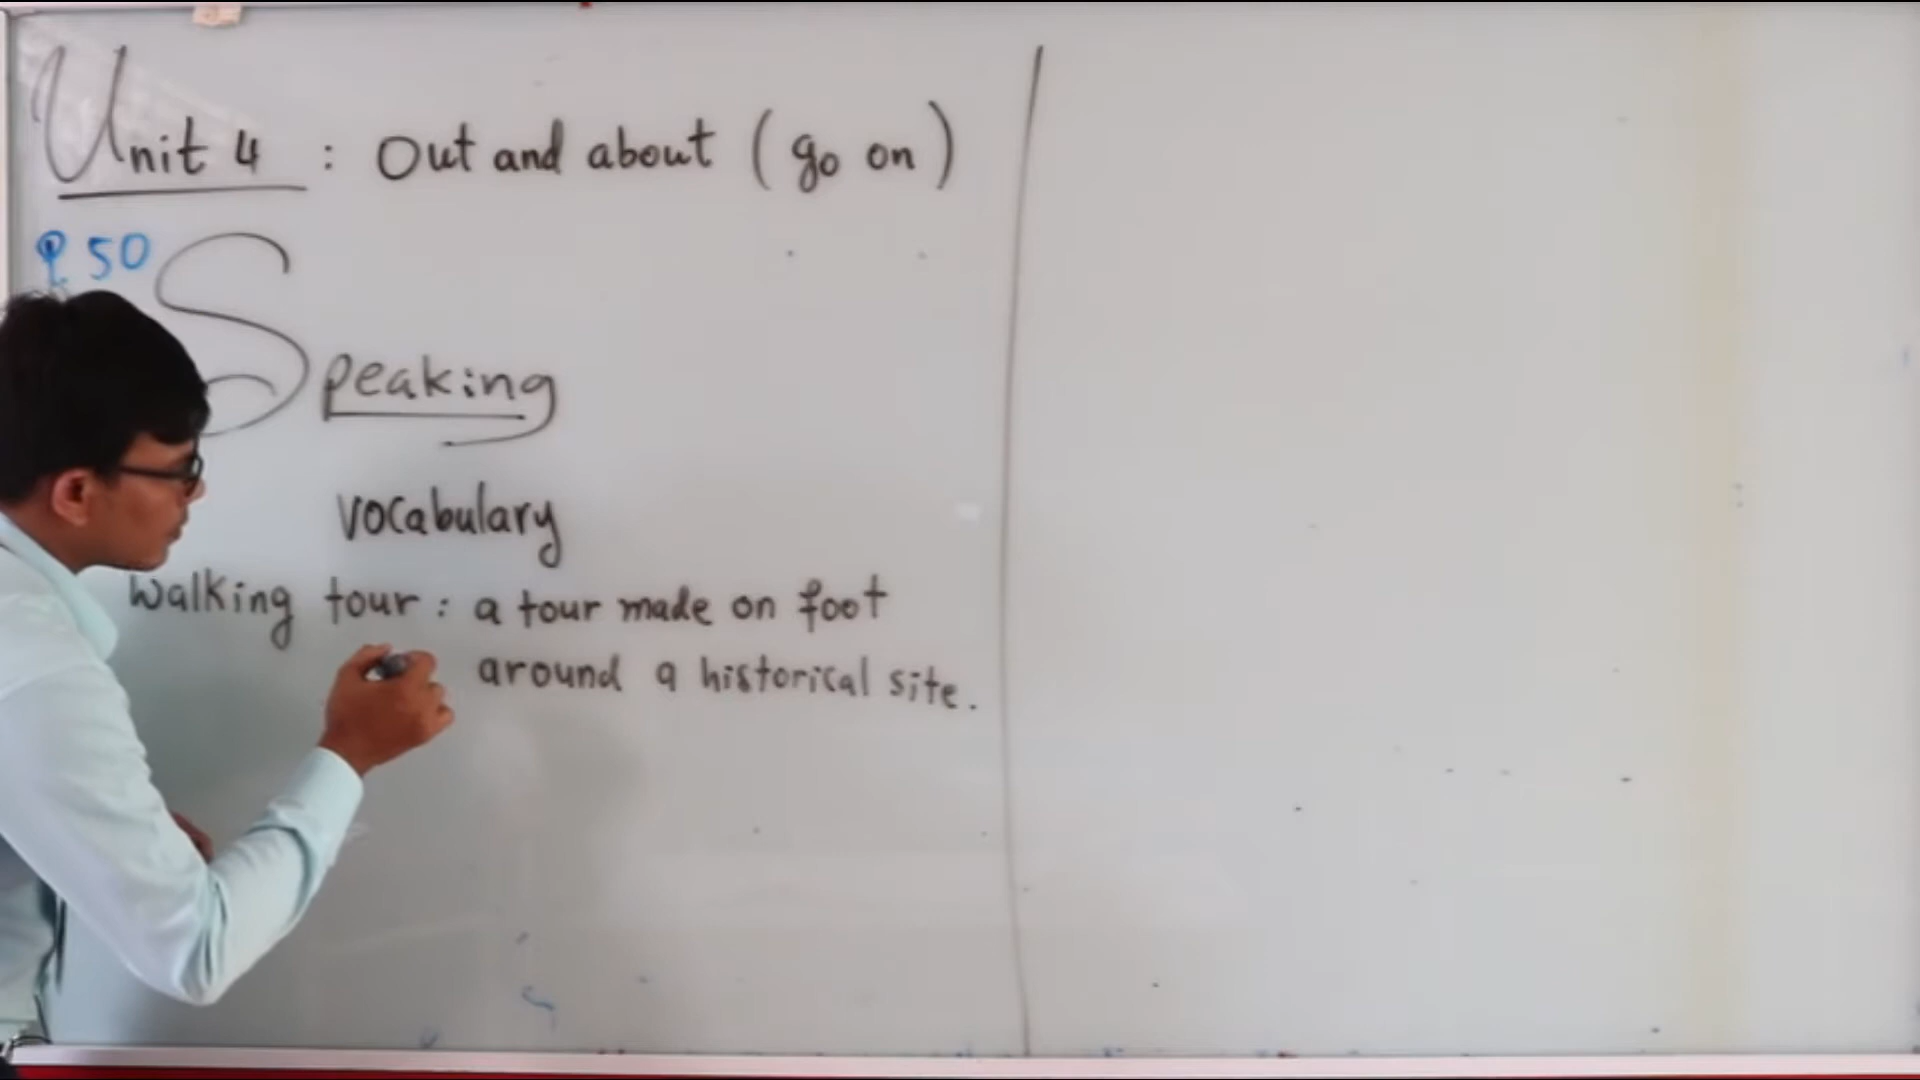 Unit 4 : Out and about (go on)
P 50
Speaking
vocabulary
walking tour : a tour made on foot
around a historical site.